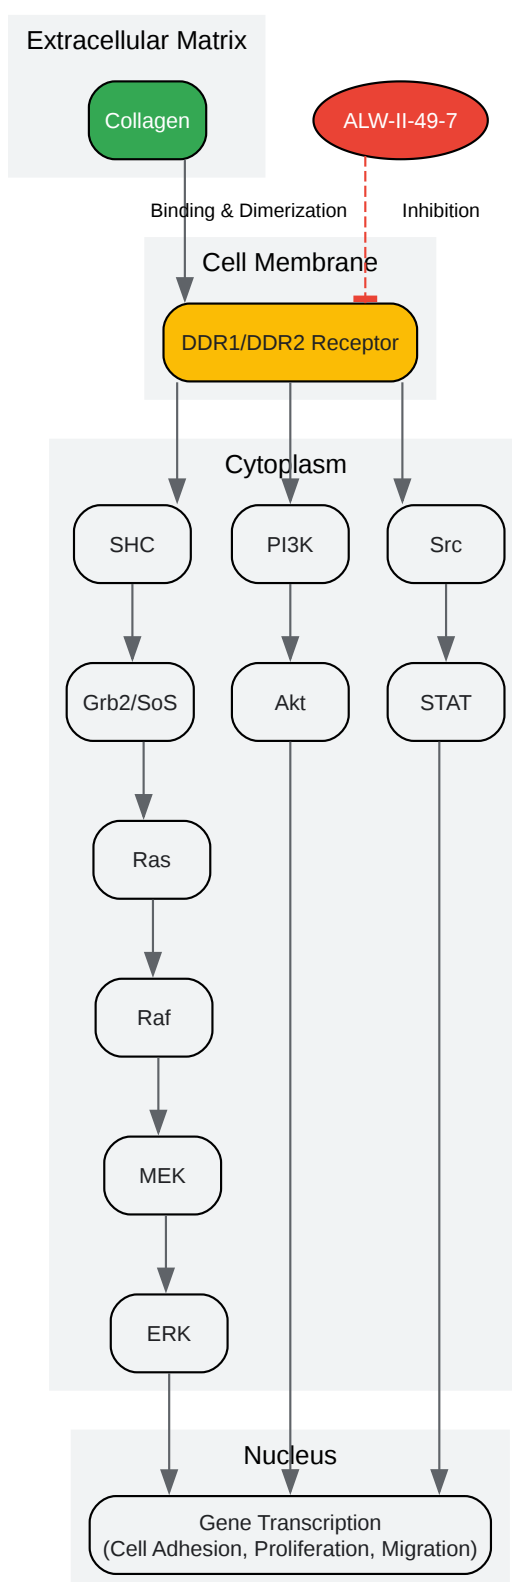 Extracellular Matrix
Collagen
ALW-II-49-7
Binding & Dimerization
Inhibition
Cell Membrane
DDR1/DDR2 Receptor
Cytoplasm
SHC
PI3K
Src
Grb2/SoS
Akt
STAT
Ras
Raf
MEK
ERK
Nucleus
Gene Transcription
(Cell Adhesion, Proliferation, Migration)